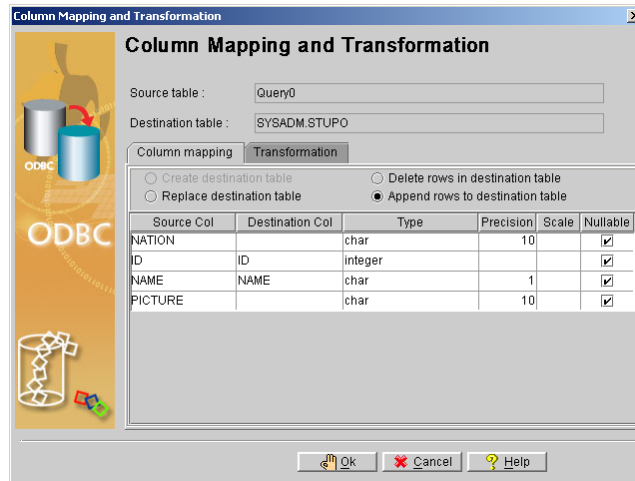 Column Mapping and Transformation
Column Mapping and Transformation
Source table : Query0
Destination table : SYSADM.STUPO
Column mapping Transformation
Create destination table Delete rows in destination table
Replace destination table Append rows to destination table
Source Col Destination Col Type Precision Scale Nullable
NATION char 10
ID ID integer
NAME NAME char 1
PICTURE char 10
ODBC
ODBC
Ok Cancel Help